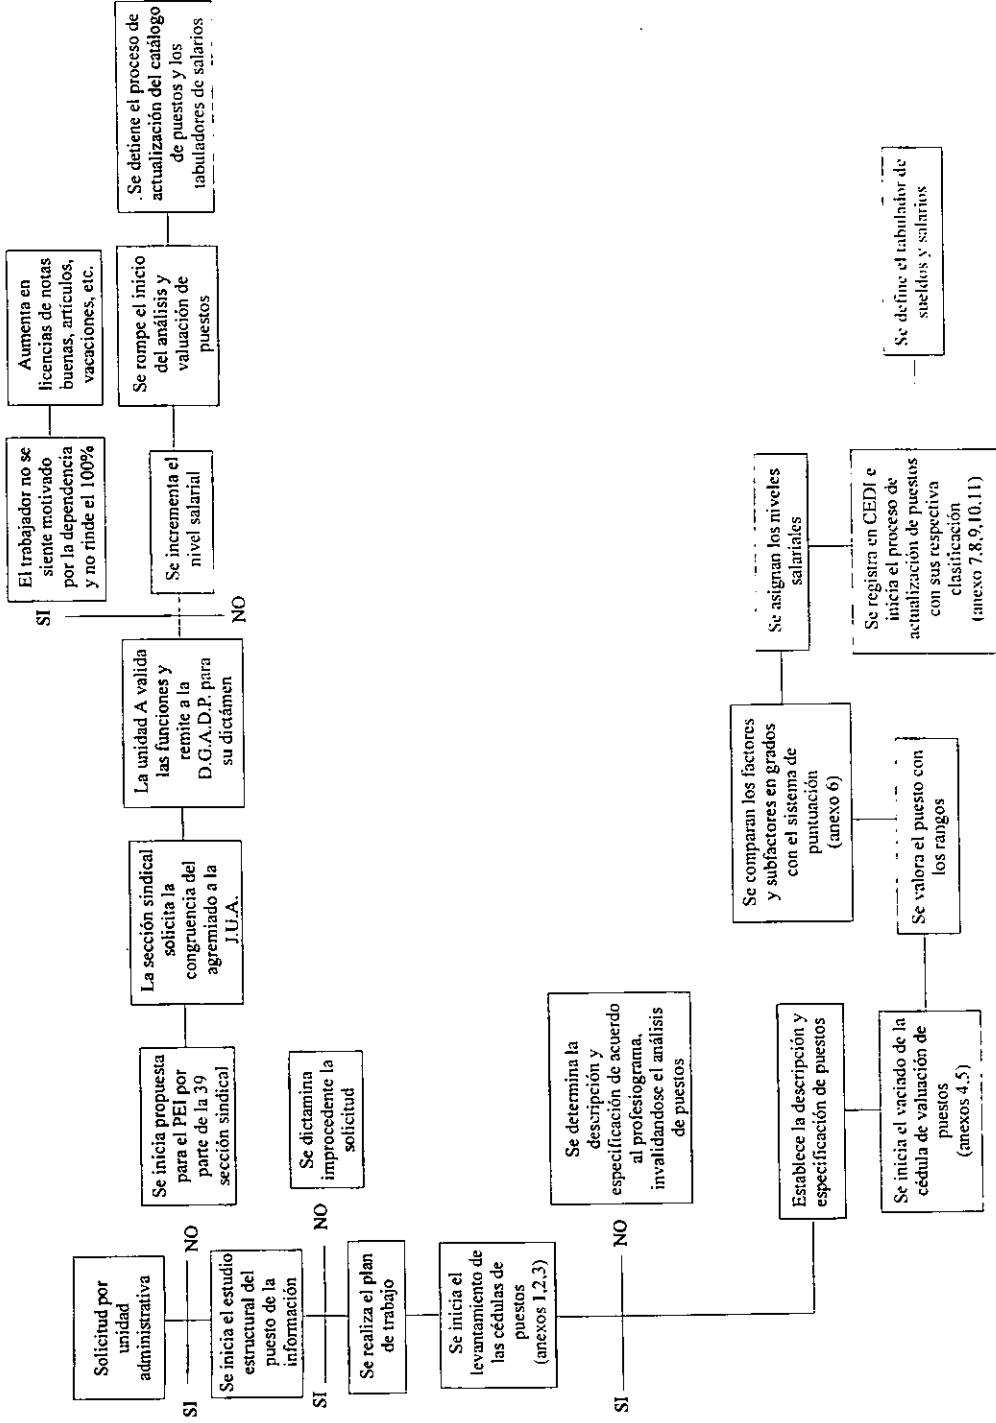 Solicitud por
unidad
administrativa
SI
NO
Se inicia propuesta
para el PEI por
parte de la 39
sección sindical
La sección sindical
solicita la
congruencia del
agremiado a la
J.U.A.
La unidad A valida
las funciones y
remite a la
D.G.A.D.P. para
su dictámen
SI
NO
El trabajador no se
siente motivado
por la dependencia
y no rinde el 100%
Aumenta en
licencias de notas
buenas, artículos,
vacaciones, etc.
Se incrementa el
nivel salarial
Se rompe el inicio
del análisis y
valuación de
puestos
. Se detiene el proceso de
actualización del catálogo
de puestos y los
tabuladores de salarios
Se inicia el estudio
estructural del
puesto de la
información
SI
NO
Se dictamina
improcedente la
solicitud
Se realiza el plan
de trabajo
Se inicia el
levantamiento de
las cédulas de
puestos
(anexos 1,2,3)
SI
NO
Se determina la
descripción y
especificación de acuerdo
al profesiograma,
invalidandose el análisis
de puestos
Establece la descripción y
especificación de puestos
Se inicia el vaciado de la
cédula de valuación de
puestos
(anexos 4,5)
Se valora el puesto con
los rangos
Se comparan los factores
y subfactores en grados
con el sistema de
puntuación
(anexo 6)
Se asignan los niveles
salariales
Se registra en CEDI e
inicia el proceso de
actualización de puestos
con sus respectiva
clasificación
(anexo 7,8,9,10,11)
Se define el tabulador de
sueldos y salarios